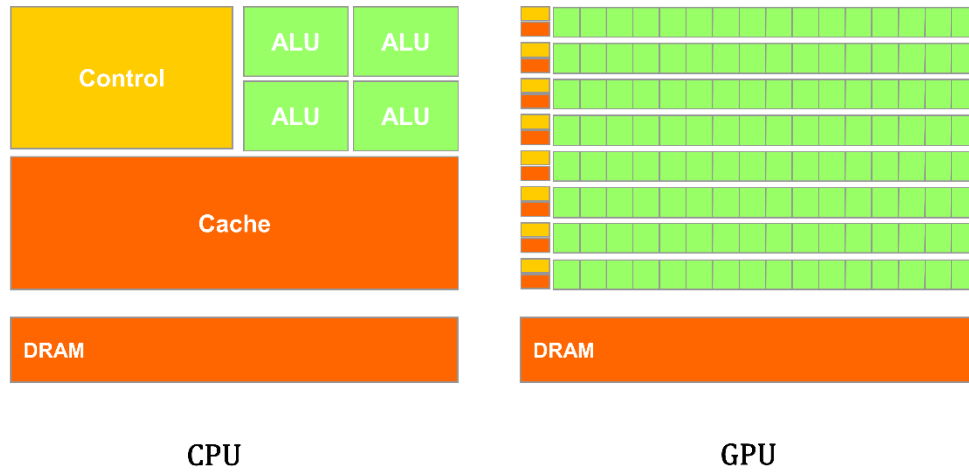 Control
ALU ALU
ALU ALU
Cache
DRAM
CPU
DRAM
GPU